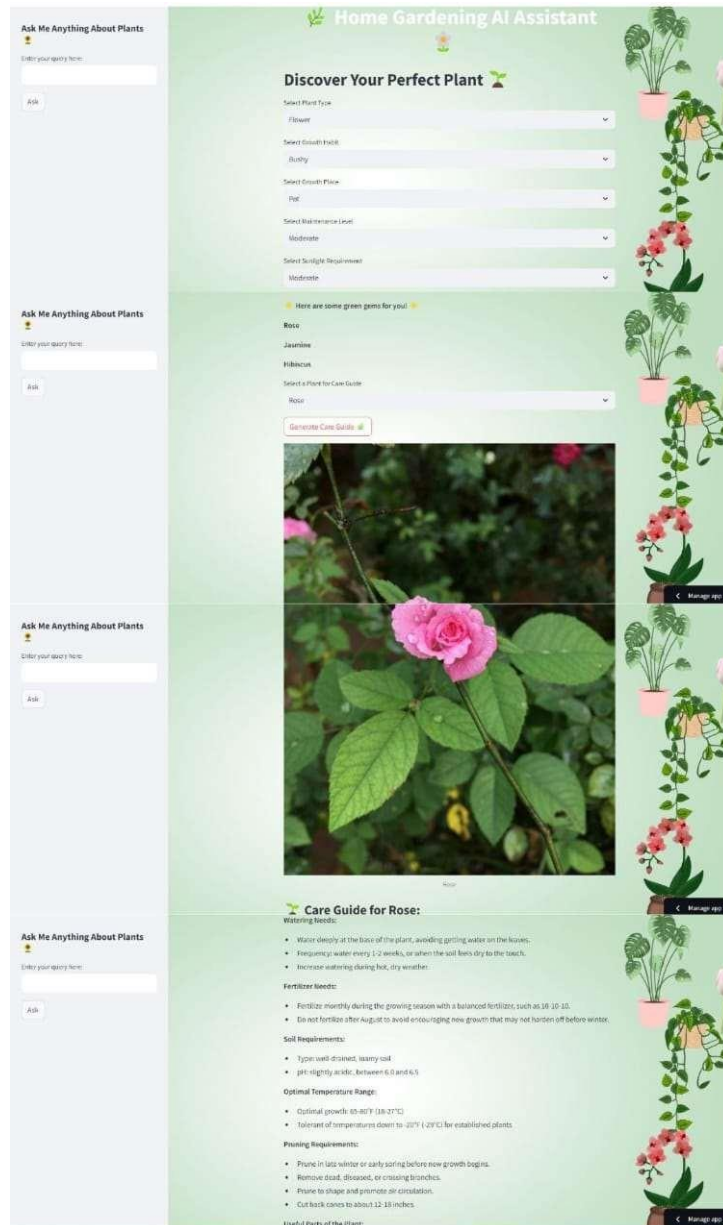 Ask Me Anything About Plants
Enter your query here:
Ask
Home Gardening AI Assistant
Discover Your Perfect Plant
Select Plant Type
Flower
Select Growth Habit
Bushy
Select Growth Place
Pot
Select Maintenance Level
Moderate
Select Sunlight Requirement
Moderate
Ask Me Anything About Plants
Enter your query here:
Ask
Here are some green gems for you!
Rose
Jasmine
Hibiscus
Select a Plant for Care Guide
Rose
Generate Care Guide
Manage app
Ask Me Anything About Plants
Enter your query here:
Ask
Rose
Care Guide for Rose:
Manage app
Ask Me Anything About Plants
Enter your query here:
Ask
Watering Needs:
Water deeply at the base of the plant, avoiding getting water on the leaves.
Frequency: water every 1-2 weeks, or when the soil feels dry to the touch.
Increase watering during hot, dry weather.
Fertilizer Needs:
Fertilize monthly during the growing season with a balanced fertilizer, such as 10-10-10.
Do not fertilize after August to avoid encouraging new growth that may not harden off before winter.
Soil Requirements:
Type: well-drained, loamy soil
pH: slightly acidic, between 6.0 and 6.5
Optimal Temperature Range:
Optimal growth: 65-80°F (18-27°C)
Tolerant of temperatures down to -20°F (-29°C) for established plants
Pruning Requirements:
Prune in late winter or early spring before new growth begins.
Remove dead, diseased, or crossing branches.
Prune to shape and promote air circulation.
Cut back canes to about 12-18 inches
Useful Parts of the Plant:
Manage app